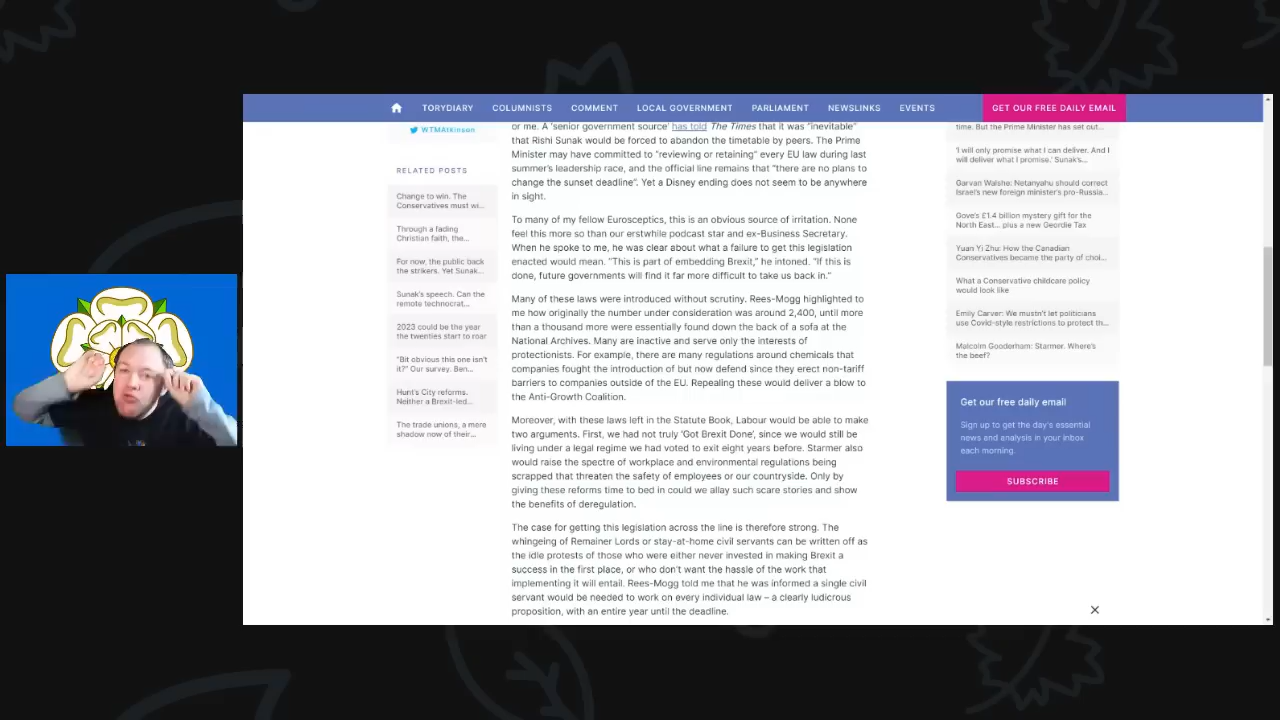 TORYDIARY COLUMNISTS COMMENT LOCAL GOVERNMENT PARLIAMENT NEWSLINKS EVENTS GET OUR FREE DAILY EMAIL
WTMAtkinson
RELATED POSTS
Change to win. The
Conservatives must wi...
Through a fading
Christian faith, the...
For now, the public back
the strikers. Yet Sunak...
Sunak's speech. Can the
remote technocrat...
2023 could be the year
the twenties start to roar
"Bit obvious this one isn't
it?" Our survey. Ben...
Hunt's City reforms.
Neither a Brexit-led...
The trade unions, a mere
shadow now of their...
or me. A 'senior government source' has told The Times that it was "inevitable"
that Rishi Sunak would be forced to abandon the timetable by peers. The Prime
Minister may have committed to "reviewing or retaining" every EU law during last
summer's leadership race, and the official line remains that "there are no plans to
change the sunset deadline". Yet a Disney ending does not seem to be anywhere
in sight.
To many of my fellow Eurosceptics, this is an obvious source of irritation. None
feel this more so than our erstwhile podcast star and ex-Business Secretary.
When he spoke to me, he was clear about what a failure to get this legislation
enacted would mean. "This is part of embedding Brexit," he intoned. "If this is
done, future governments will find it far more difficult to take us back in."
Many of these laws were introduced without scrutiny. Rees-Mogg highlighted to
me how originally the number under consideration was around 2,400, until more
than a thousand more were essentially found down the back of a sofa at the
National Archives. Many are inactive and serve only the interests of
protectionists. For example, there are many regulations around chemicals that
companies fought the introduction of but now defend since they erect non-tariff
barriers to companies outside of the EU. Repealing these would deliver a blow to
the Anti-Growth Coalition.
Moreover, with these laws left in the Statute Book, Labour would be able to make
two arguments. First, we had not truly 'Got Brexit Done', since we would still be
living under a legal regime we had voted to exit eight years before. Starmer also
would raise the spectre of workplace and environmental regulations being
scrapped that threaten the safety of employees or our countryside. Only by
giving these reforms time to bed in could we allay such scare stories and show
the benefits of deregulation.
The case for getting this legislation across the line is therefore strong. The
whingeing of Remainer Lords or stay-at-home civil servants can be written off as
the idle protests of those who were either never invested in making Brexit a
success in the first place, or who don't want the hassle of the work that
implementing it will entail. Rees-Mogg told me that he was informed a single civil
servant would be needed to work on every individual law – a clearly ludicrous
proposition, with an entire year until the deadline.
time. But the Prime Minister has set out...
'I will only promise what I can deliver. And I
will deliver what I promise.' Sunak's...
Garvan Walshe: Netanyahu should correct
Israel's new foreign minister's pro-Russia...
Gove's £1.4 billion mystery gift for the
North East... plus a new Geordie Tax
Yuan Yi Zhu: How the Canadian
Conservatives became the party of choi...
What a Conservative childcare policy
would look like
Emily Carver: We mustn't let politicians
use Covid-style restrictions to protect th...
Malcolm Gooderham: Starmer. Where's
the beef?
Get our free daily email
Sign up to get the day's essential
news and analysis in your inbox
each morning.
SUBSCRIBE